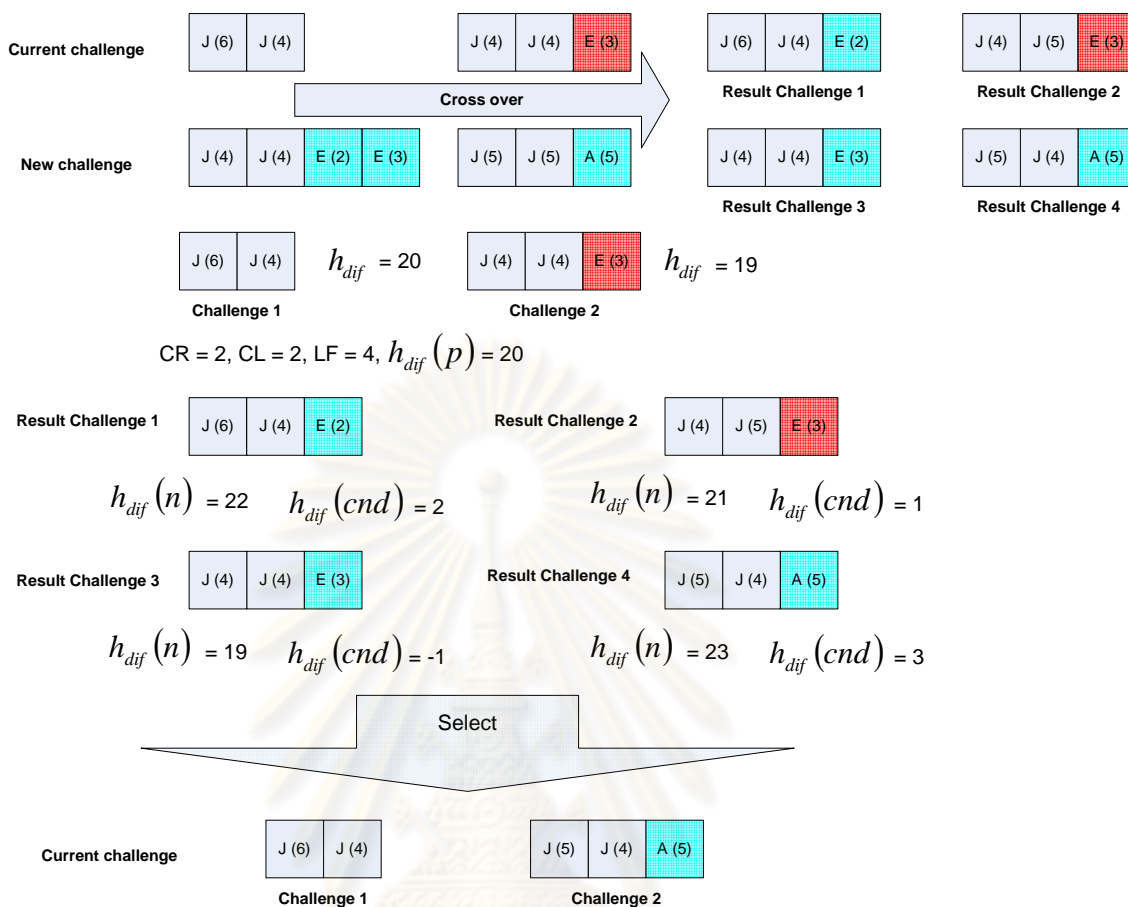 Current challenge
J (6) J (4)
J (4) J (4) E (3)
J (6) J (4) E (2)
J (4) J (5) E (3)
Result Challenge 1
Result Challenge 2
Cross over
New challenge
J (4) J (4) E (2) E (3)
J (5) J (5) A (5)
J (4) J (4) E (3)
J (5) J (4) A (5)
Result Challenge 3
Result Challenge 4
J (6) J (4)
h_dif = 20
J (4) J (4) E (3)
h_dif = 19
Challenge 1
Challenge 2
CR = 2, CL = 2, LF = 4, h_dif (p) = 20
Result Challenge 1
J (6) J (4) E (2)
Result Challenge 2
J (4) J (5) E (3)
h_dif (n) = 22
h_dif (cnd) = 2
h_dif (n) = 21
h_dif (cnd) = 1
Result Challenge 3
J (4) J (4) E (3)
Result Challenge 4
J (5) J (4) A (5)
h_dif (n) = 19
h_dif (cnd) = -1
h_dif (n) = 23
h_dif (cnd) = 3
Select
Current challenge
J (6) J (4)
J (5) J (4) A (5)
Challenge 1
Challenge 2